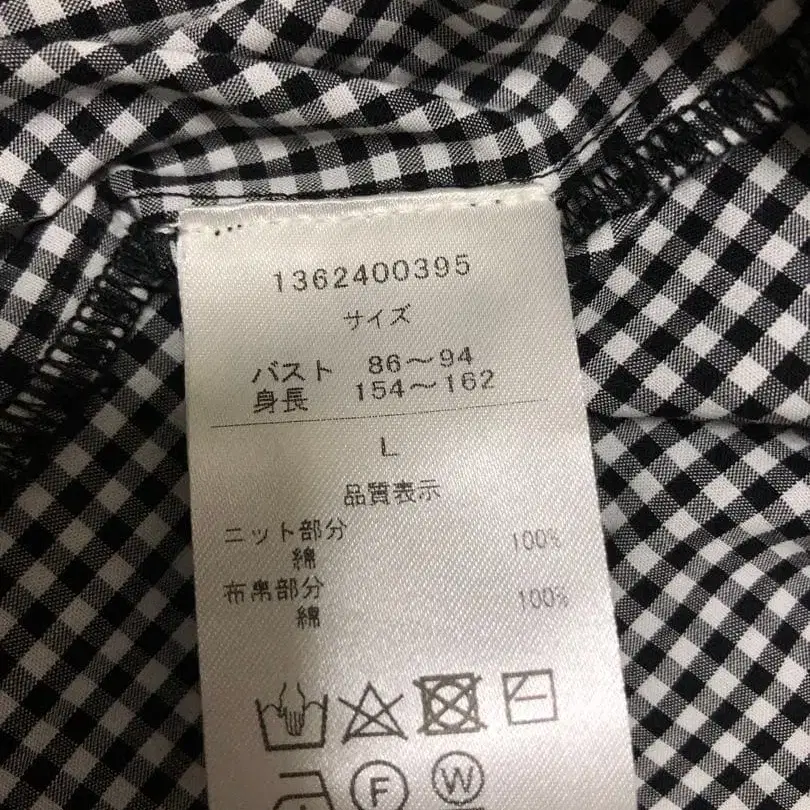 1362400395
サイズ
バスト 86～94
身長 154～162
L
品質表示
ニット部分
綿 100%
布帛部分
綿 100%
F W